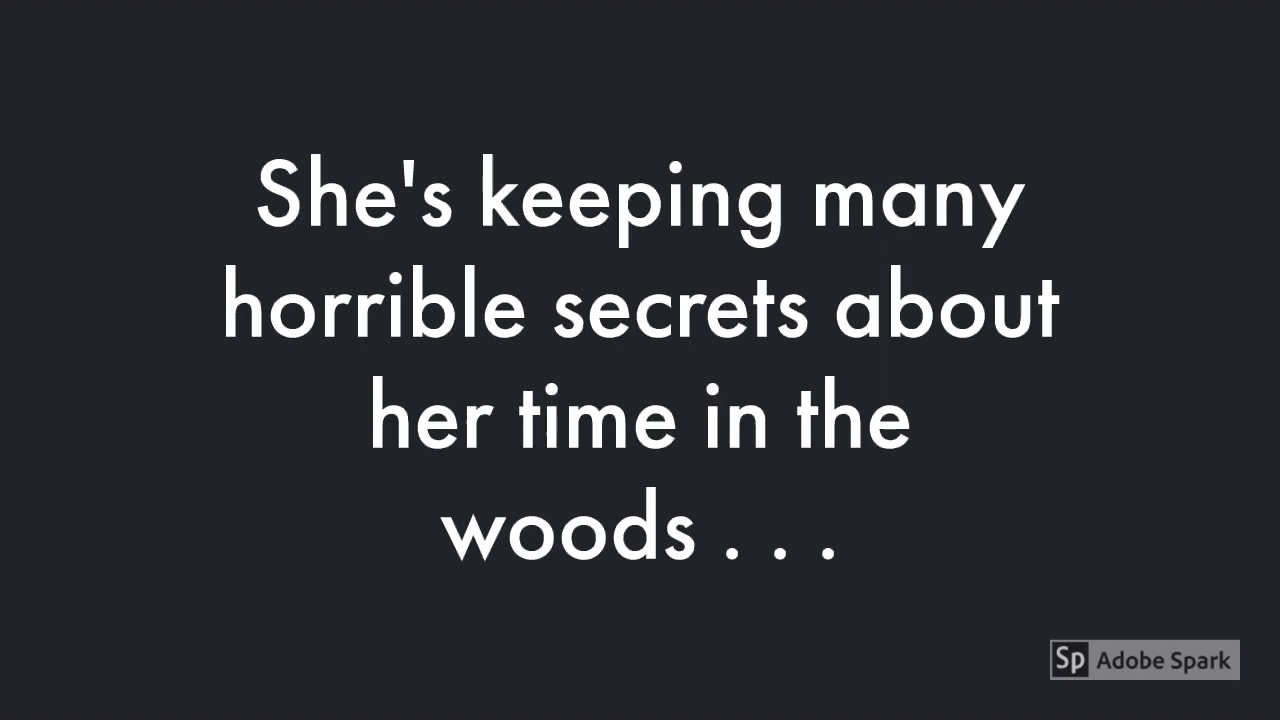 She's keeping many
horrible secrets about
her time in the
woods . . .
Sp Adobe Spark